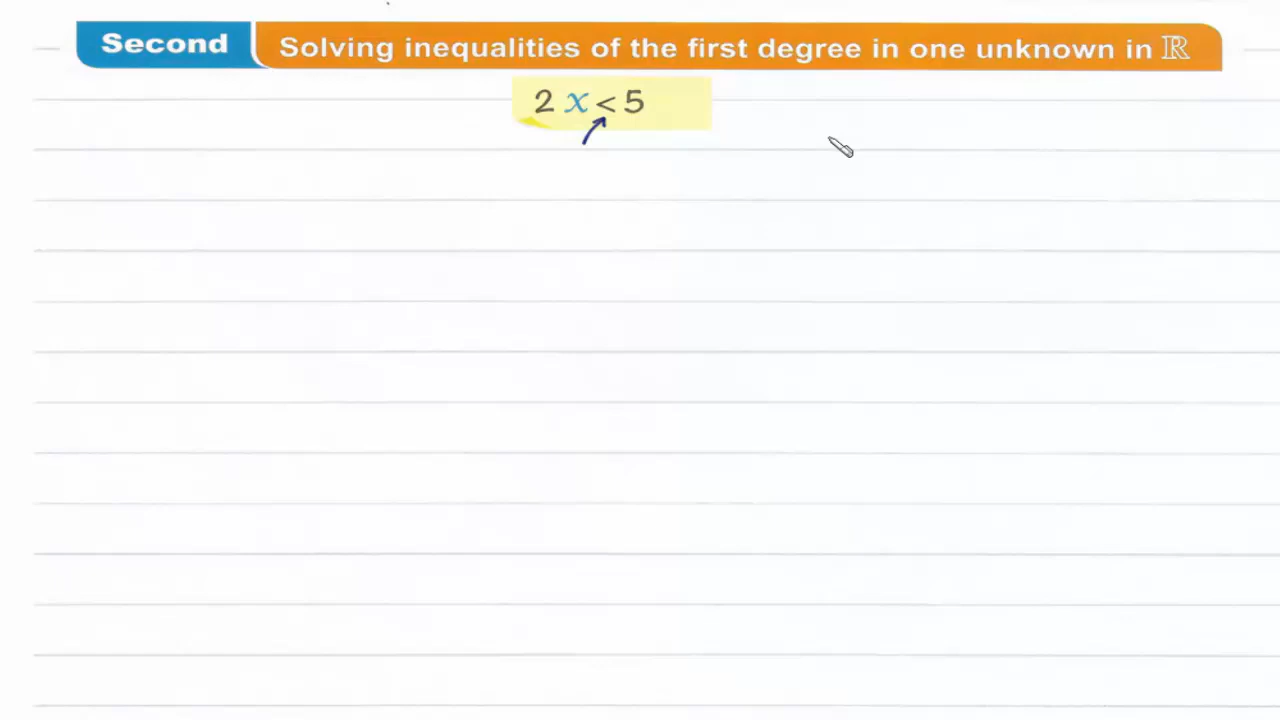 Second Solving inequalities of the first degree in one unknown in ℝ
2 x < 5